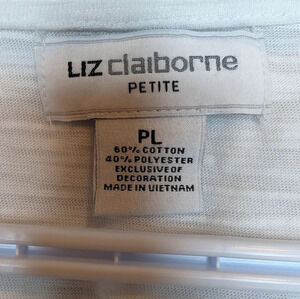 LIZ claiborne
PETITE
PL
60% COTTON
40% POLYESTER
EXCLUSIVE OF
DECORATION
MADE IN VIETNAM